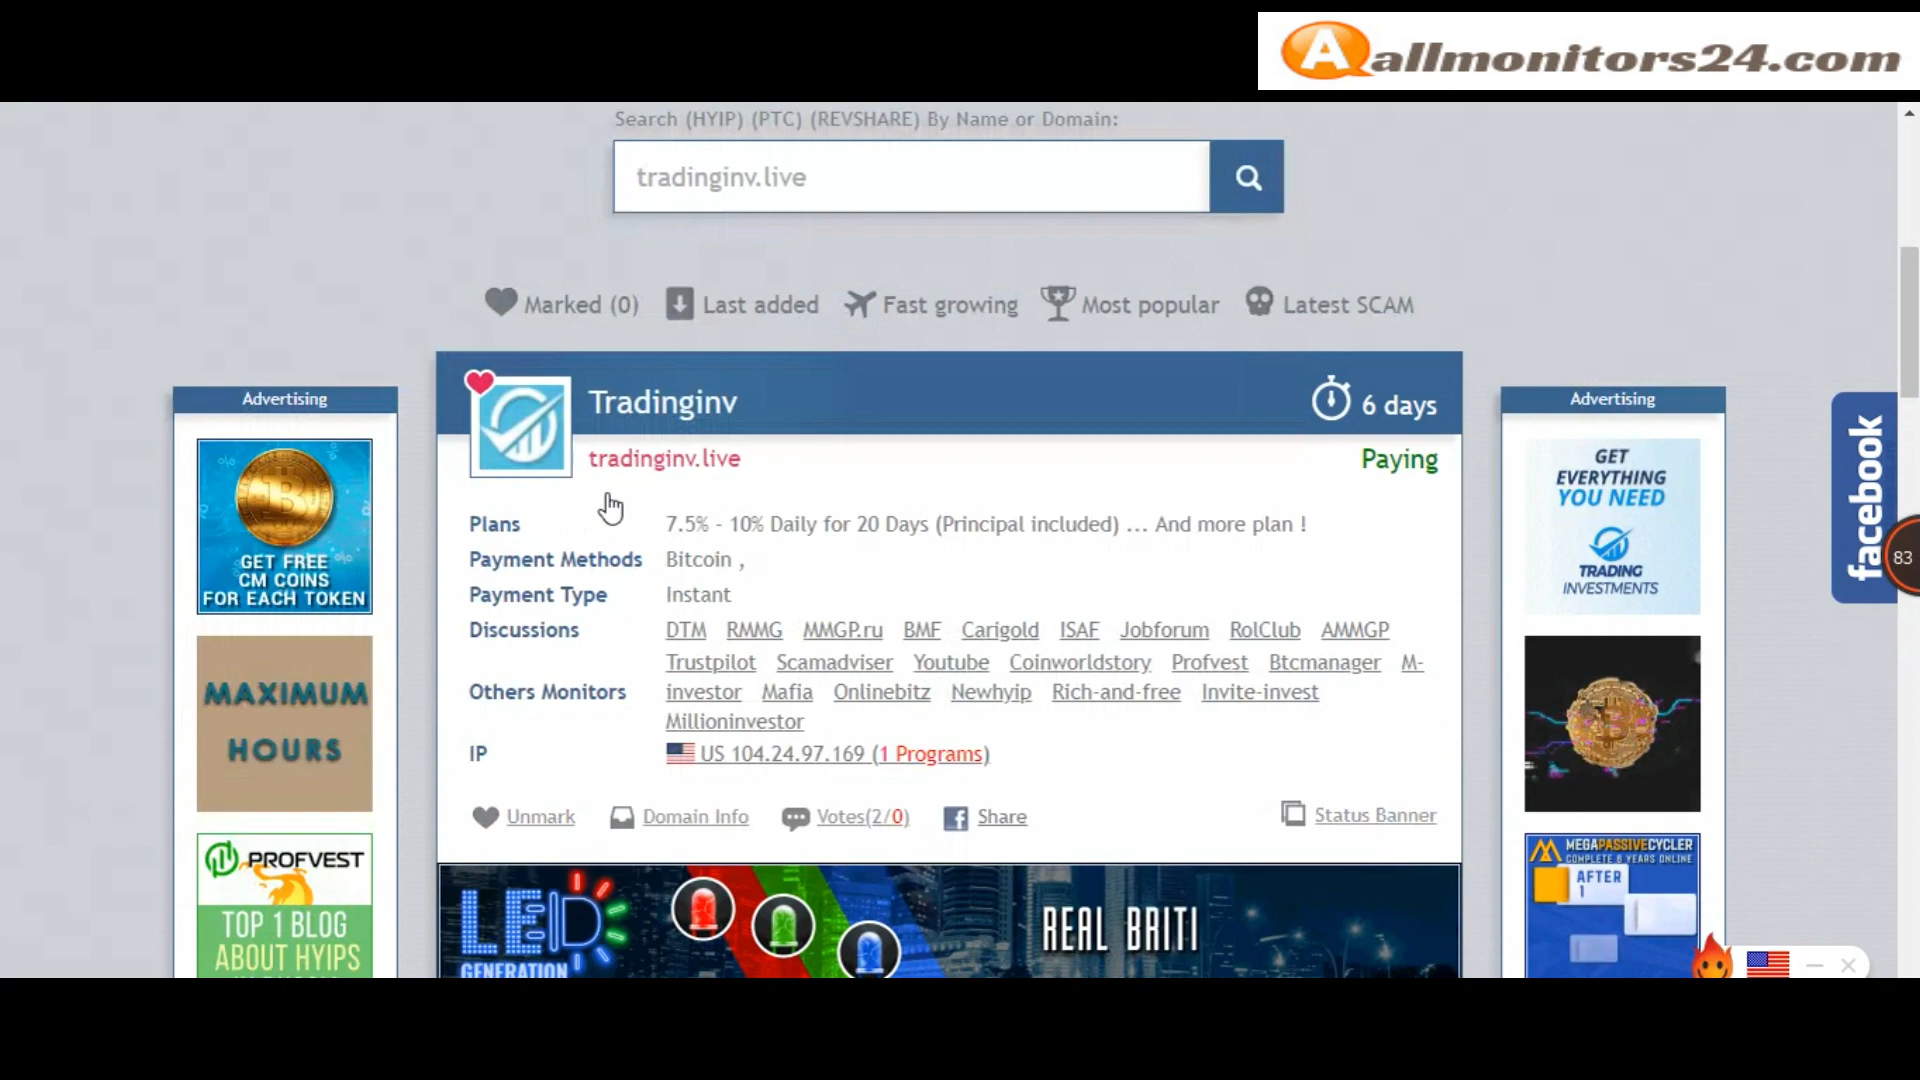 allmonitors24.com
Search (HYIP) (PTC) (REVSHARE) By Name or Domain:
tradinginv.live
Marked (0) Last added Fast growing Most popular Latest SCAM
Advertising
GET FREE
CM COINS
FOR EACH TOKEN
MAXIMUM
HOURS
PROFVEST
TOP 1 BLOG
ABOUT HYIPS
Tradinginv
6 days
tradinginv.live
Paying
Plans 7.5% - 10% Daily for 20 Days (Principal included) ... And more plan !
Payment Methods Bitcoin ,
Payment Type Instant
Discussions DTM RMMG MMGP.ru BMF Carigold ISAF Jobforum RolClub AMMGP
Others Monitors Trustpilot Scamadviser Youtube Coinworldstory Profvest Btcmanager M-
investor Mafia Onlinebitz Newhyip Rich-and-free Invite-invest
Millioninvestor
IP US 104.24.97.169 (1 Programs)
Unmark Domain Info Votes(2/0) Share Status Banner
LED
GENERATION
REAL BRITI
Advertising
GET
EVERYTHING
YOU NEED
TRADING
INVESTMENTS
MEGAPASSIVECYCLER
COMPLETE 6 YEARS ONLINE
AFTER
1
facebook
83